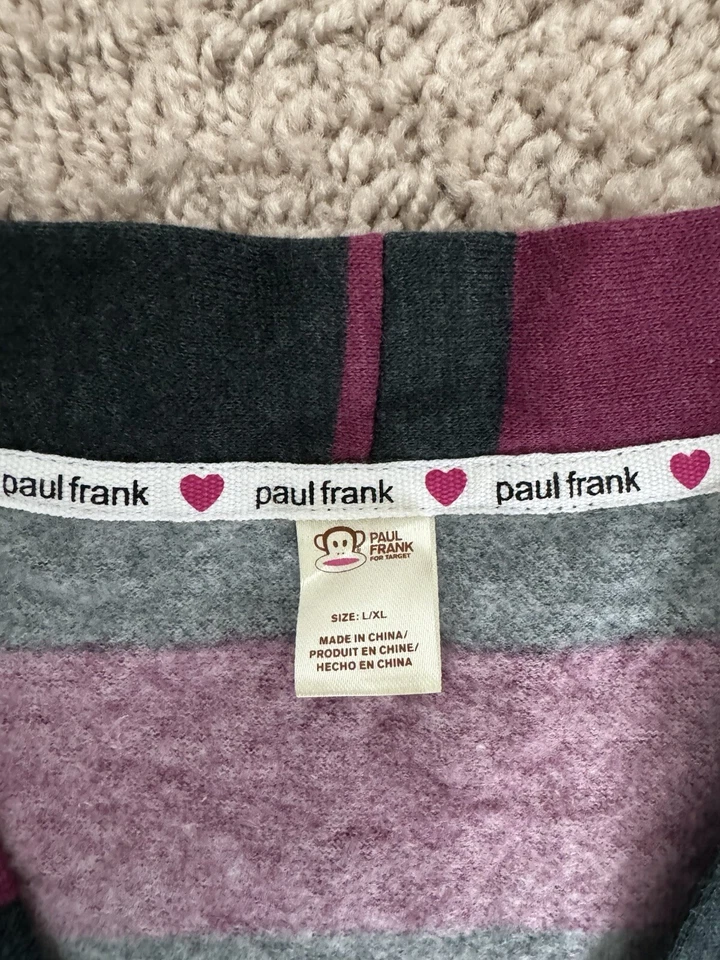 paul frank paul frank paul frank
PAUL
FRANK
FOR TARGET
SIZE: L/XL
MADE IN CHINA/
PRODUIT EN CHINE/
HECHO EN CHINA